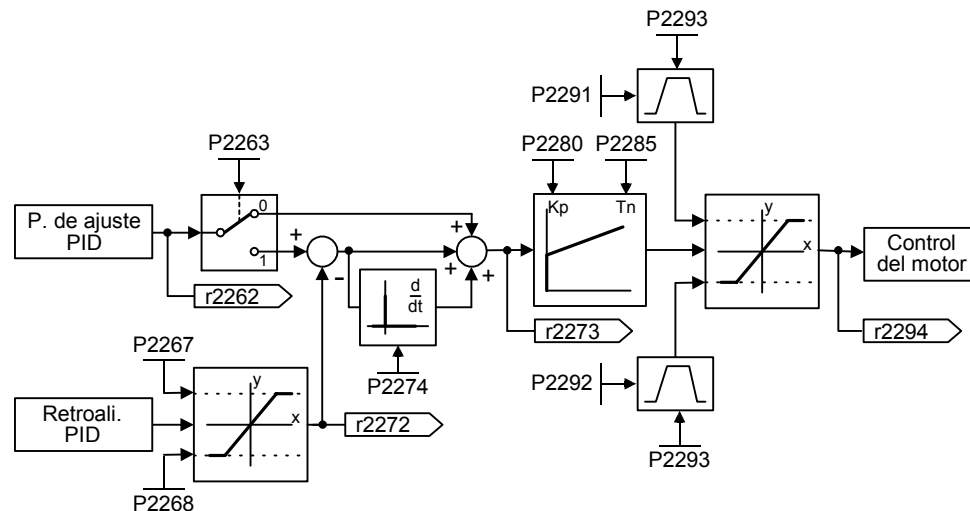 P2293
P2291
P2263
P2280
P2285
P. de ajuste
PID
0
1
+
-
+
+
+
Kp
Tn
y
x
Control
del motor
r2262
d
dt
r2273
r2294
P2267
P2274
P2292
Retroali.
PID
y
x
r2272
P2293
P2268